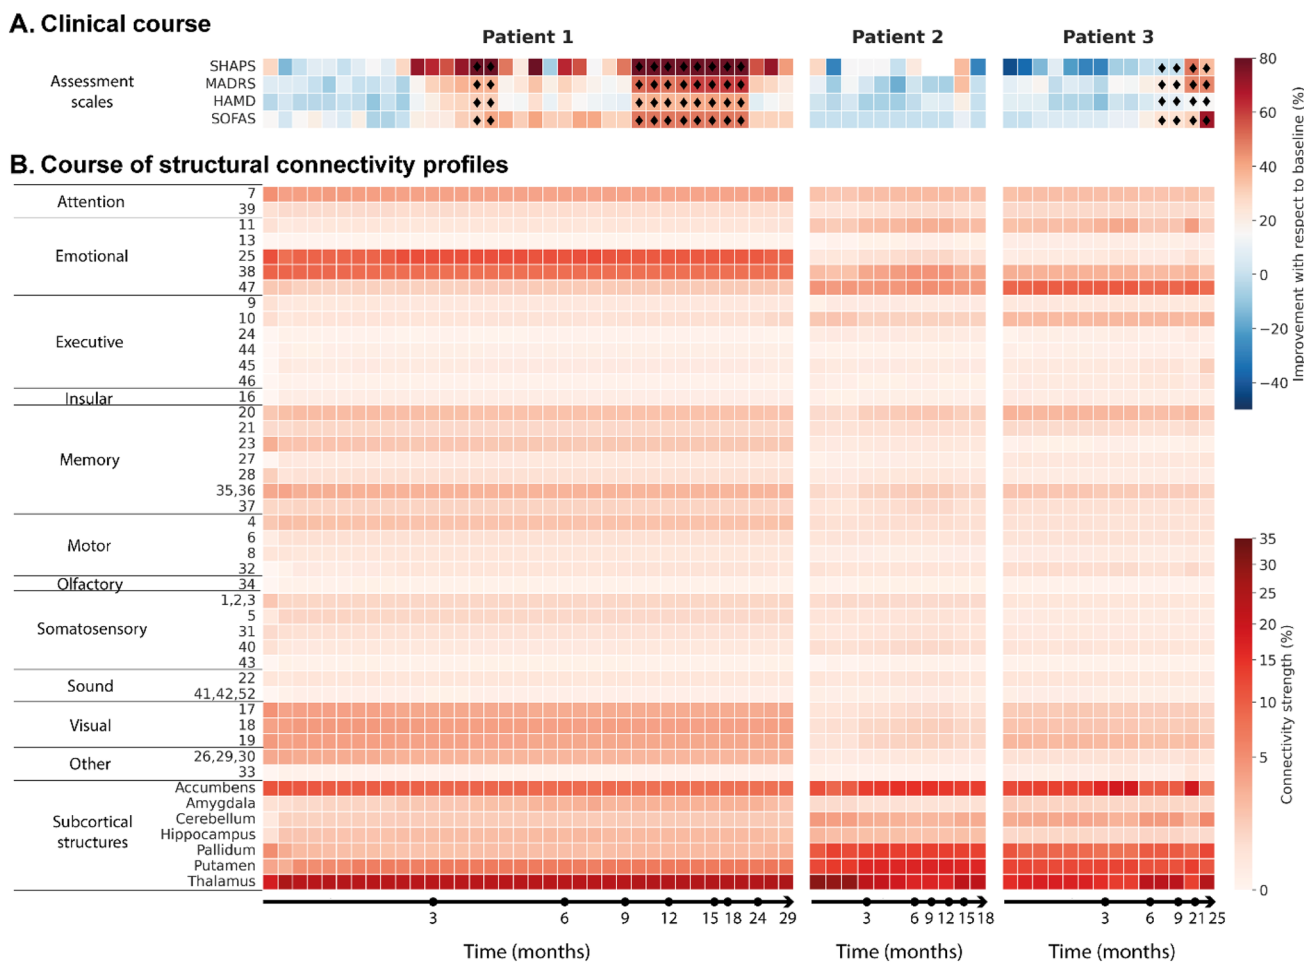 A. Clinical course
Patient 1
Patient 2
Patient 3
Assessment
scales
SHAPS
MADRS
HAMD
SOFAS
80
60
40
20
0
−20
−40
Improvement with respect to baseline (%)
B. Course of structural connectivity profiles
Attention
7
39
Emotional
11
13
25
38
47
Executive
9
10
24
44
45
46
Insular
16
Memory
20
21
23
27
28
35,36
37
Motor
4
6
8
32
Olfactory
34
Somatosensory
1,2,3
5
31
40
43
Sound
22
41,42,52
Visual
17
18
19
Other
26,29,30
33
Subcortical
structures
Accumbens
Amygdala
Cerebellum
Hippocampus
Pallidum
Putamen
Thalamus
35
30
25
20
15
10
5
0
Connectivity strength (%)
3 6 9 12 15 18 24 29
Time (months)
3 6 9 12 15 18
Time (months)
3 6 9 21 25
Time (months)